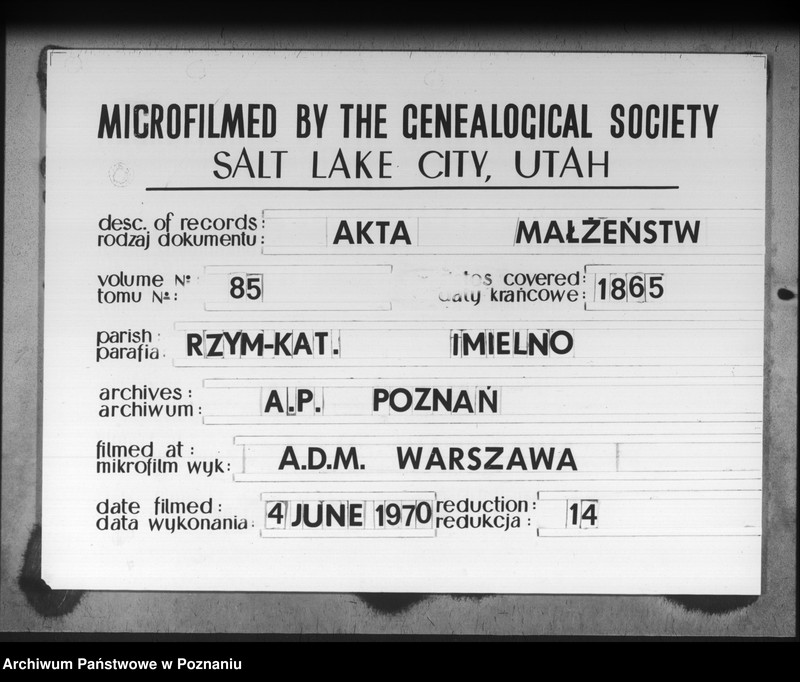 MICROFILMED BY THE GENEALOGICAL SOCIETY
SALT LAKE CITY, UTAH
desc. of records: AKTA MAŁŻEŃSTW
rodzaj dokumentu:
volume Nº 85 covered: 1865
tomu Nº: daty krańcowe:
parish: RZYM-KAT. IMIELNO
parafia.
archives: A.P. POZNAŃ
archiwum:
filmed at: A.D.M. WARSZAWA
mikrofilm wyk:
date filmed: 4 JUNE 1970 reduction: 14
data wykonania: redukcja:
Archiwum Państwowe w Poznaniu